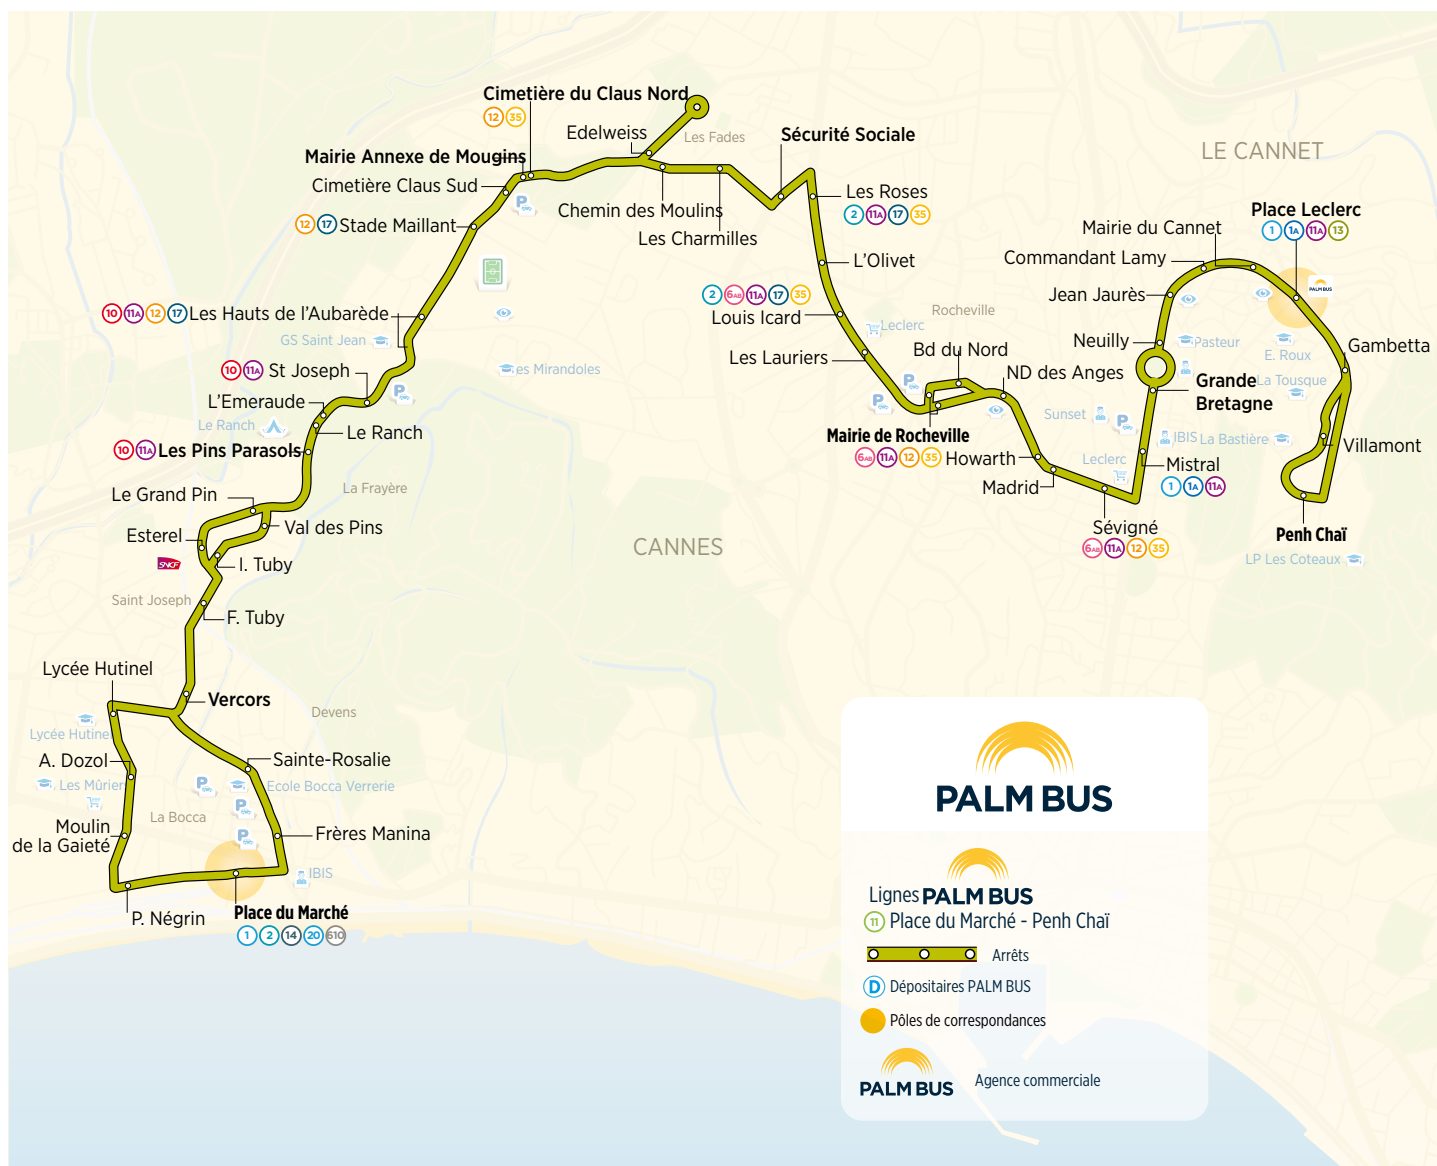 Cimetière du Claus Nord
12 35
Edelweiss
Les Fades
Sécurité Sociale
Mairie Annexe de Mougins
Cimetière Claus Sud
P
12 17 Stade Maillant
Chemin des Moulins
Les Charmilles
Les Roses
2 11A 17 35
L'Olivet
LE CANNET
Place Leclerc
1 1A 11A 13
Mairie du Cannet
Commandant Lamy
Jean Jaurès
PALM BUS
10 11A 12 17 Les Hauts de l'Aubarède
GS Saint Jean
2 6AB 11A 17 35
Louis Icard
Rocheville
Leclerc
Les Lauriers
Bd du Nord
ND des Anges
Neuilly
Pasteur
E. Roux
Gambetta
10 11A St Joseph
es Mirandoles
P
P
P
Grande
Bretagne
La Tousque
L'Emeraude
Le Ranch
Le Ranch
Sunset
P
IBIS
La Bastière
Villamont
Mairie de Rocheville
6AB 11A 12 35
Howarth
Madrid
Leclerc
Mistral
1 1A 11A
10 11A Les Pins Parasols
La Frayère
Le Grand Pin
Val des Pins
Esterel
SNCF
I. Tuby
CANNES
Sévigné
6AB 11A 12 35
Penh Chaï
LP Les Coteaux
Saint Joseph
F. Tuby
Lycée Hutinel
Vercors
Devens
Lycée Hutine
A. Dozol
Sainte-Rosalie
Les Mûrier
P
Ecole Bocca Verrerie
P
La Bocca
Moulin
de la Gaieté
P
Frères Manina
IBIS
P. Négrin
Place du Marché
1 2 14 20 610
PALM BUS
Lignes PALM BUS
11 Place du Marché - Penh Chaï
Arrêts
D Dépositaires PALM BUS
Pôles de correspondances
PALM BUS Agence commerciale